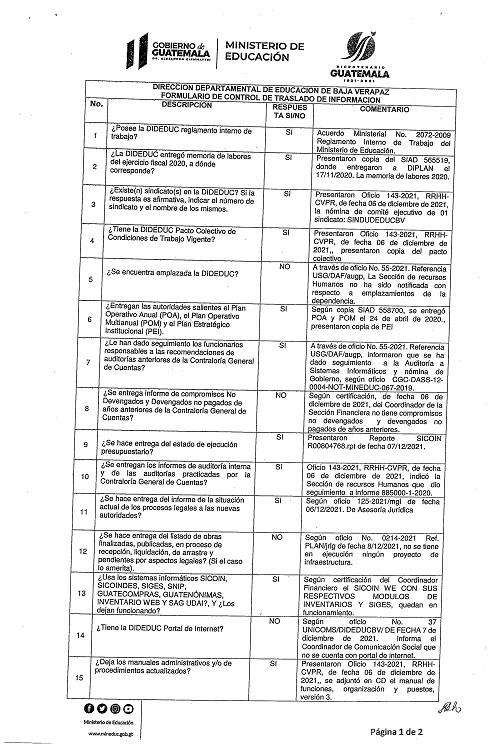 GOBIERNO de
GUATEMALA
DR. ALEJANDRO GIAMMATTEI
MINISTERIO DE
EDUCACIÓN
BICENTENARIO
GUATEMALA
1821-2021
DIRECCION DEPARTAMENTAL DE EDUCACION DE BAJA VERAPAZ
FORMULARIO DE CONTROL DE TRASLADO DE INFORMACION
No.
DESCRIPCIÓN
RESPUES
TA SI/NO
COMENTARIO
1
¿Posee la DIDEDUC reglamento interno de
trabajo?
SI
Acuerdo Ministerial No. 2072-2009
Reglamento Interno de Trabajo del
Ministerio de Educación.
2
¿La DIDEDUC entregó memoria de labores
del ejercicio fiscal 2020, a dónde
corresponde?
SI
Presentaron copia del SIAD 565519,
donde entregaron a DIPLAN el
17/11/2020. La memoria de labores 2020.
3
¿Existe(n) sindicato(s) en la DIDEDUC? Si la
respuesta es afirmativa, indicar el número de
sindicato y el nombre de los mismos.
SI
Presentaron Oficio 143-2021, RRHH-
CVPR, de fecha 06 de diciembre de 2021,
la nómina de comité ejecutivo de 01
sindicato: SINDUDEDUCBV
4
¿Tiene la DIDEDUC Pacto Colectivo de
Condiciones de Trabajo Vigente?
SI
Presentaron Oficio 143-2021, RRHH-
CVPR, de fecha 06 de diciembre de
2021,, presentaron copia del pacto
colectivo
5
¿Se encuentra emplazada la DIDEDUC?
NO
A través de oficio No. 55-2021. Referencia
USG/DAF/augp, La Sección de recursos
Humanos no ha sido notificada con
respecto a emplazamientos de la
dependencia.
6
¿Entregan las autoridades salientes el Plan
Operativo Anual (POA), el Plan Operativo
Multianual (POM) y el Plan Estratégico
Institucional (PEI).
SI
Según copia SIAD 558700, se entregó
POA y POM el 24 de abril de 2020.,
presentaron copia de PEI
7
¿Le han dado seguimiento los funcionarios
responsables a las recomendaciones de
auditorías anteriores de la Contraloría General
de Cuentas?
SI
A través de oficio No. 55-2021. Referencia
USG/DAF/augp, informaron que se ha
dado seguimiento a la Auditoría a
Sistemas Informáticos y nómina de
Gobierno, según oficio CGC-DASS-12-
0004-NOT-MINEDUC-067-2019.
8
¿Se entrega informe de compromisos No
Devengados y Devengados no pagados de
años anteriores de la Contraloría General de
Cuentas?
NO
Según certificación, de fecha 06 de
diciembre de 2021, del Coordinador de la
Sección Financiera no tiene compromisos
no devengados y devengados no
pagados de años anteriores.
9
¿Se hace entrega del estado de ejecución
presupuestario?
SI
Presentaron Reporte SICOIN
R00804768.rpt de fecha 07/12/2021.
10
¿Se entregan los informes de auditoría interna
y de las auditorías practicadas por la
Contraloría General de Cuentas?
SI
Oficio 143-2021, RRHH-CVPR, de fecha
06 de diciembre de 2021, indicó la
Sección de recursos Humanos que dio
seguimiento a informe 885000-1-2020.
11
¿Se hace entrega del informe de la situación
actual de los procesos legales a las nuevas
autoridades?
SI
Según oficio 125-2021/mgl de fecha
06/12/2021. De Asesoría Jurídica
12
¿Se hace entrega del listado de obras
finalizadas, publicadas, en proceso de
recepción, liquidación, de arrastre y
pendientes por aspectos legales? (Si el caso
lo amerita).
NO
Según oficio No. 0214-2021 Ref.
PLAN/jrlg de fecha 8/12/2021, no se tiene
en ejecución ningún proyecto de
infraestructura.
13
¿Usa los sistemas informáticos SICOIN,
SICOINDES, SIGES, SNIP,
GUATECOMPRAS, GUATENÓMINAS,
INVENTARIO WEB Y SAG UDAI?, Y ¿Los
dejan funcionando?
SI
Según certificación del Coordinador
Financiero el SICOIN WE CON SUS
RESPECTIVOS MODULOS DE
INVENTARIOS Y SIGES, quedan en
funcionamiento.
14
¿Tiene la DIDEDUC Portal de Internet?
NO
Según oficio No. 37
UNICOMS/DIDEDUCBV/ DE FECHA 7 de
diciembre de 2021. Informa el
Coordinador de Comunicación Social que
no se cuenta con portal de internet.
15
¿Deja los manuales administrativos y/o de
procedimientos actualizados?
SI
Presentaron Oficio 143-2021, RRHH-
CVPR, de fecha 06 de diciembre de
2021,, se adjuntó en CD el manual de
funciones, organización y puestos,
versión 3.
Ministerio de Educación
www.mineduc.gob.gt
Página 1 de 2